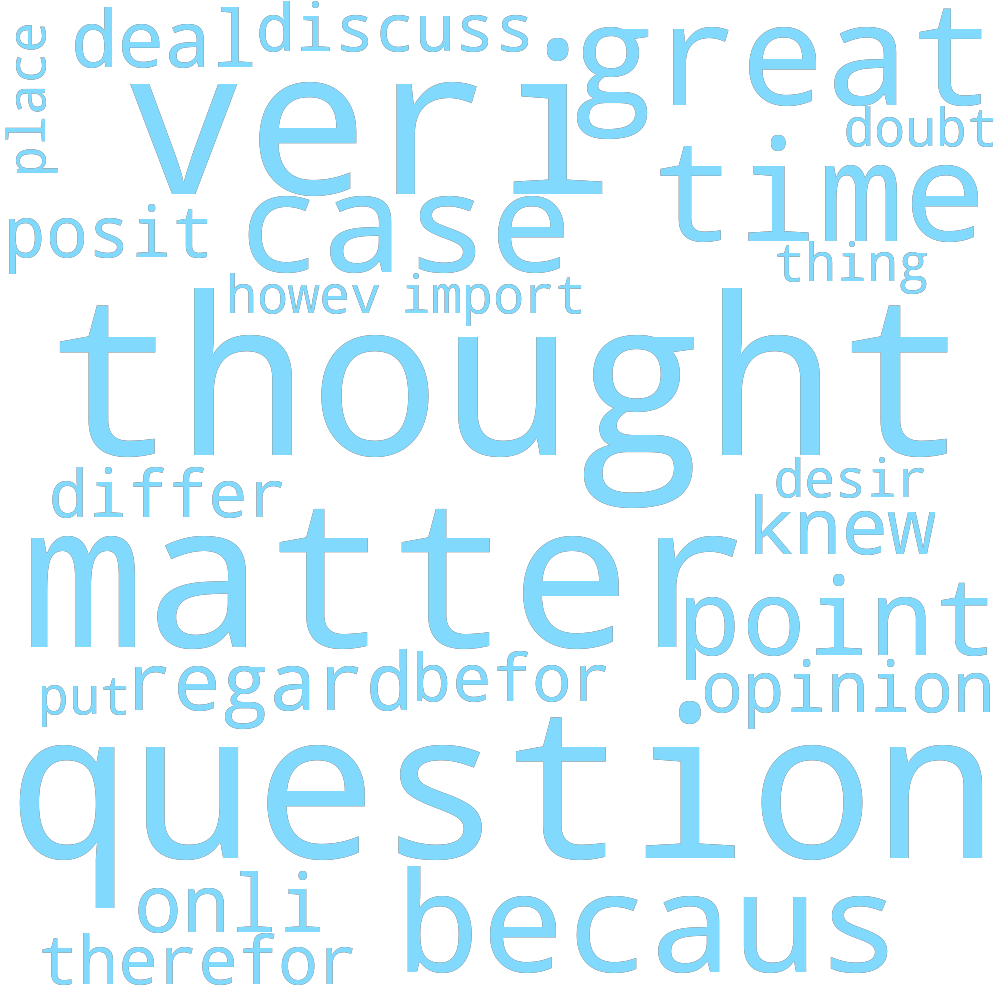 place
deal
discuss
great
veri
doubt
time
posit
case
thing
howev
import
thought
differ
desir
knew
matter
point
put
regard
befor
opinion
question
onli
becaus
therefor